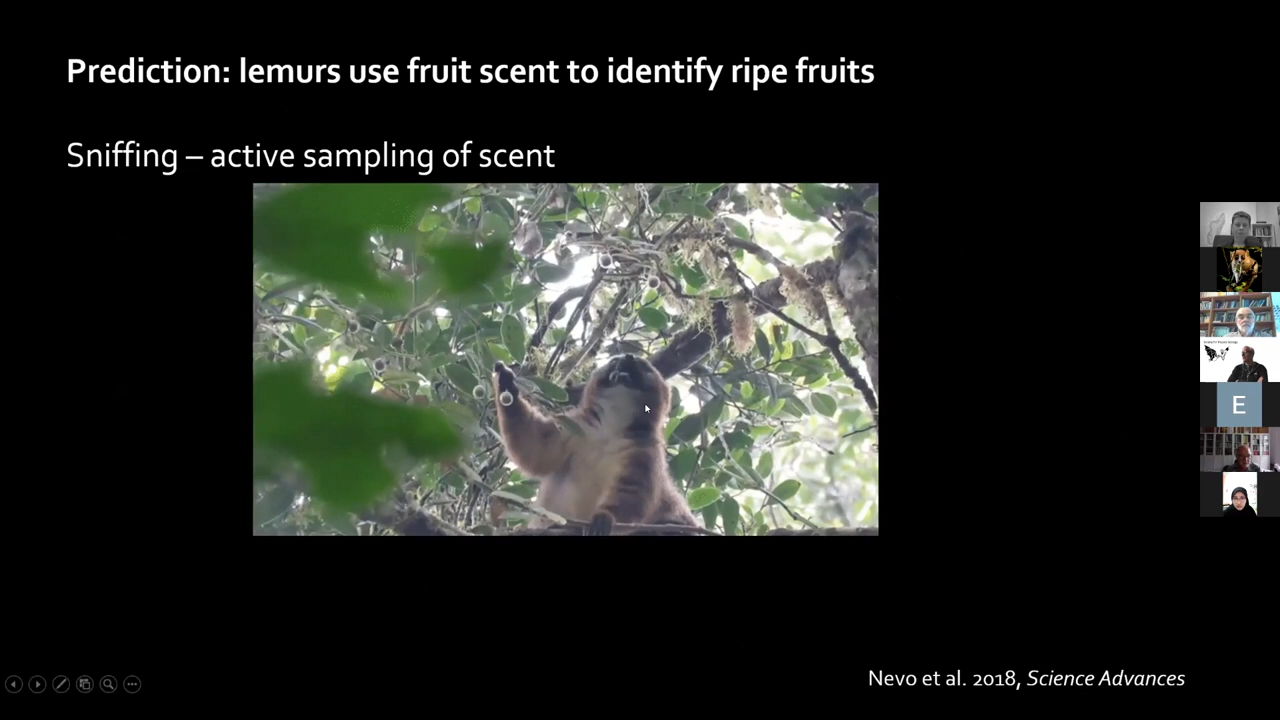 Prediction: lemurs use fruit scent to identify ripe fruits
Sniffing – active sampling of scent
E
Nevo et al. 2018, Science Advances